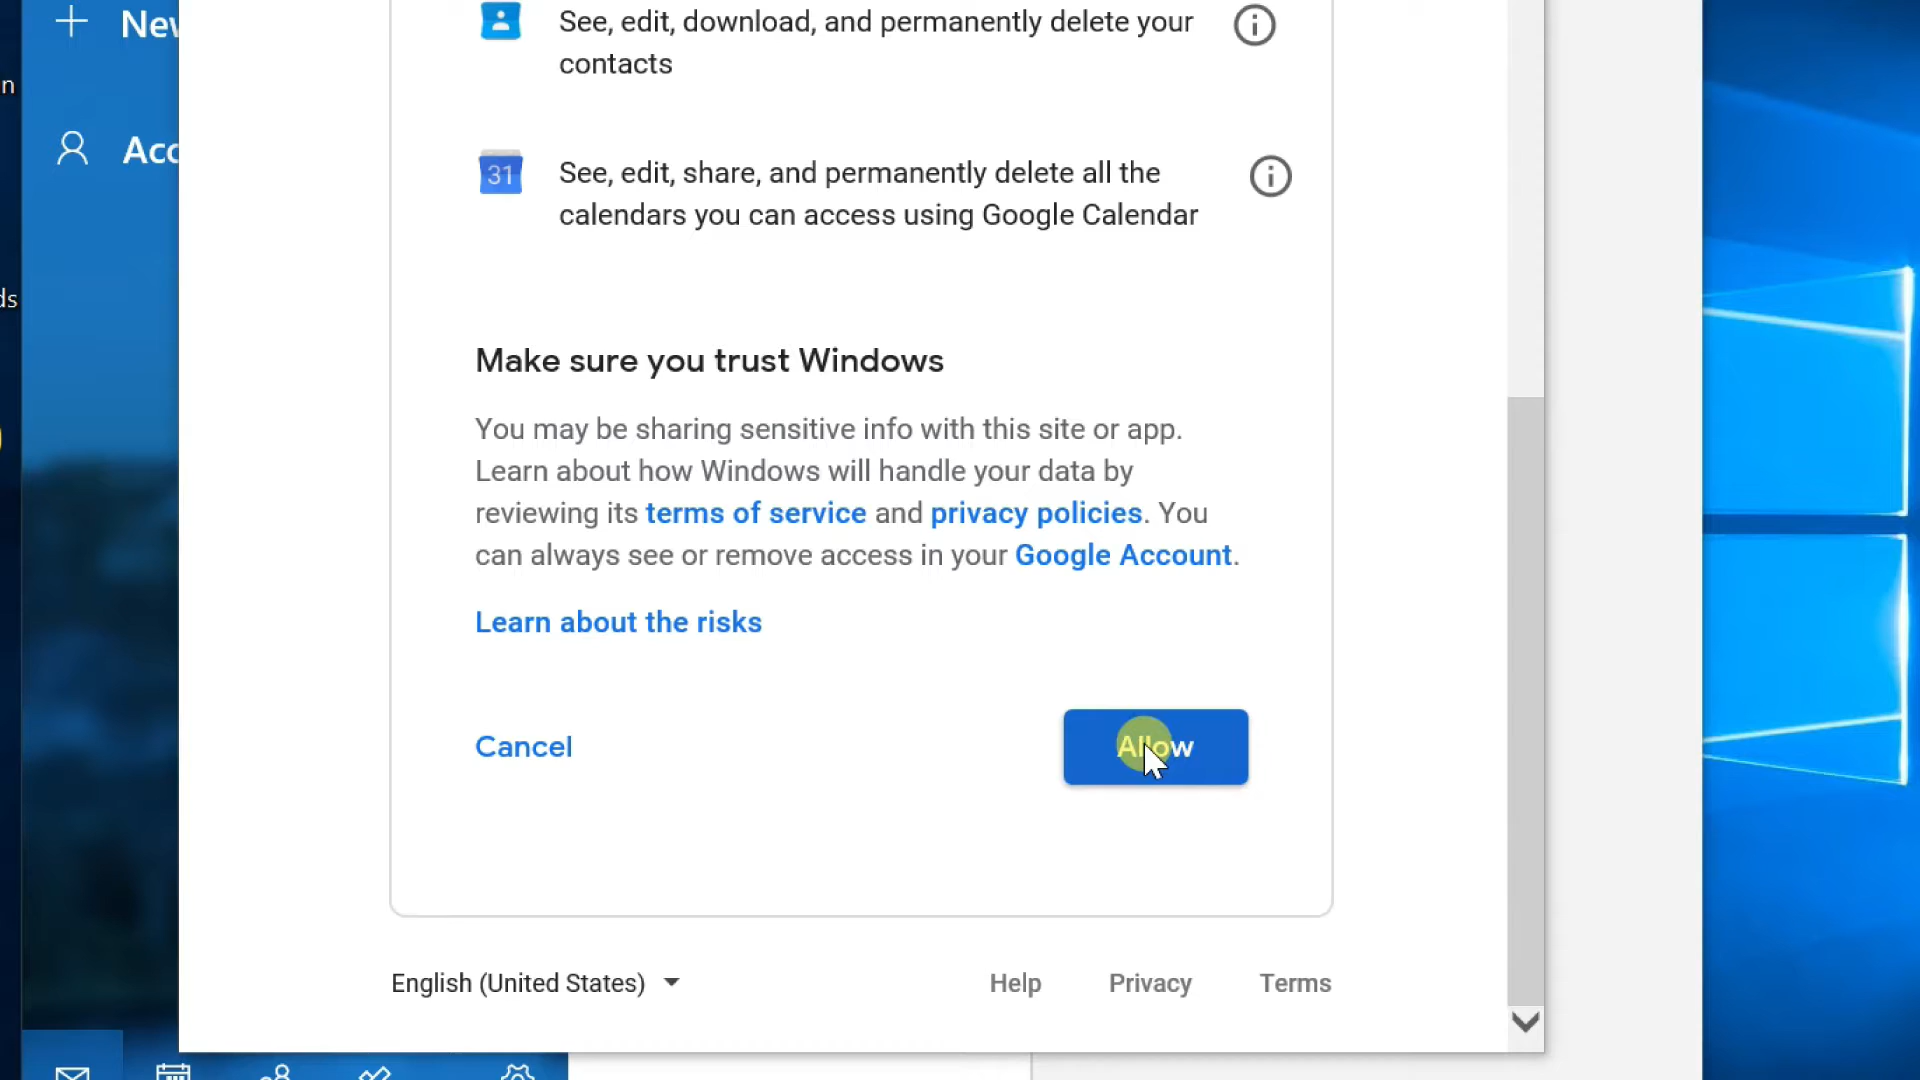 New
n
Acc
ds
See, edit, download, and permanently delete your
contacts
31
See, edit, share, and permanently delete all the
calendars you can access using Google Calendar
Make sure you trust Windows
You may be sharing sensitive info with this site or app.
Learn about how Windows will handle your data by
reviewing its terms of service and privacy policies. You
can always see or remove access in your Google Account.
Learn about the risks
Cancel
Allow
English (United States)
Help
Privacy
Terms